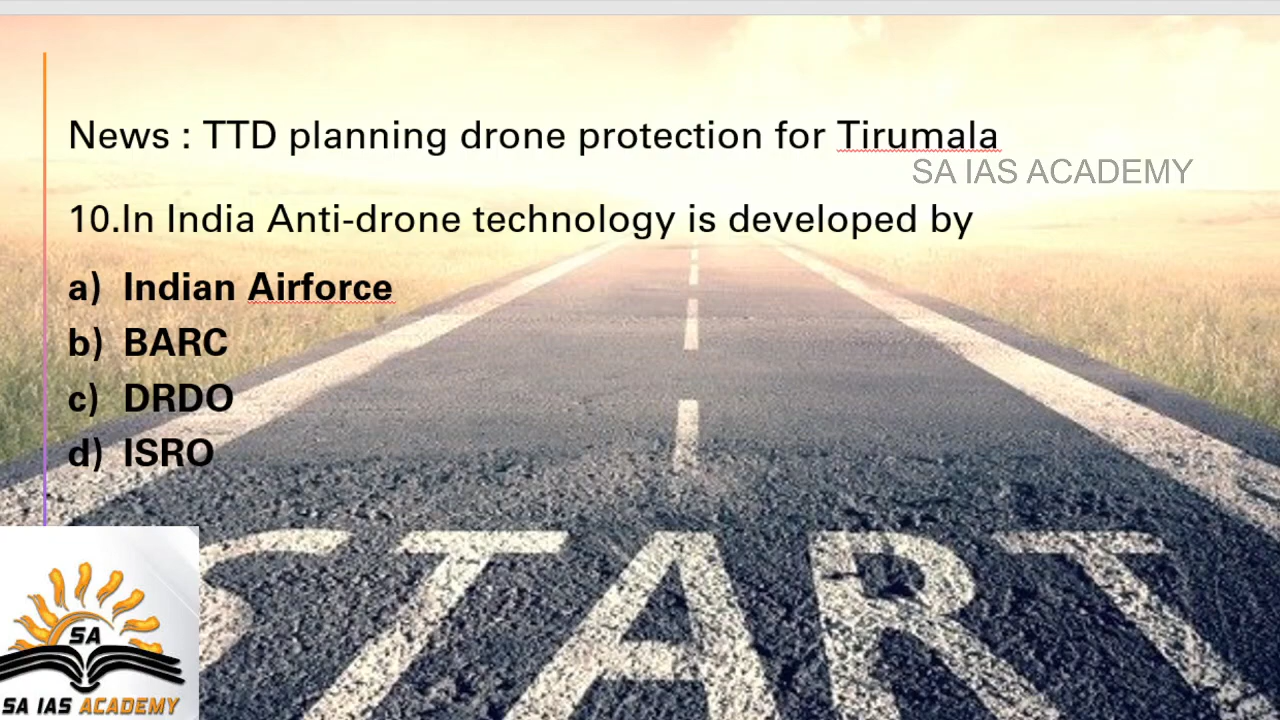 News : TTD planning drone protection for Tirumala
SA IAS ACADEMY
10.In India Anti-drone technology is developed by
a) Indian Airforce
b) BARC
c) DRDO
d) ISRO
START
SA
SA IAS ACADEMY